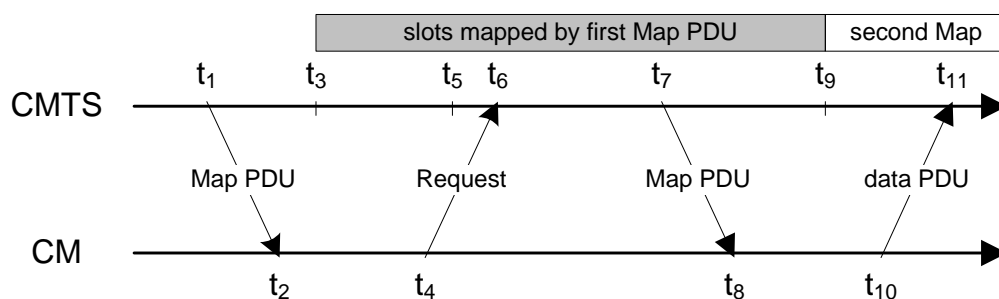 slots mapped by first Map PDU second Map
t1 t3 t5 t6 t7 t9 t11
CMTS
Map PDU Request Map PDU data PDU
CM
t2 t4 t8 t10